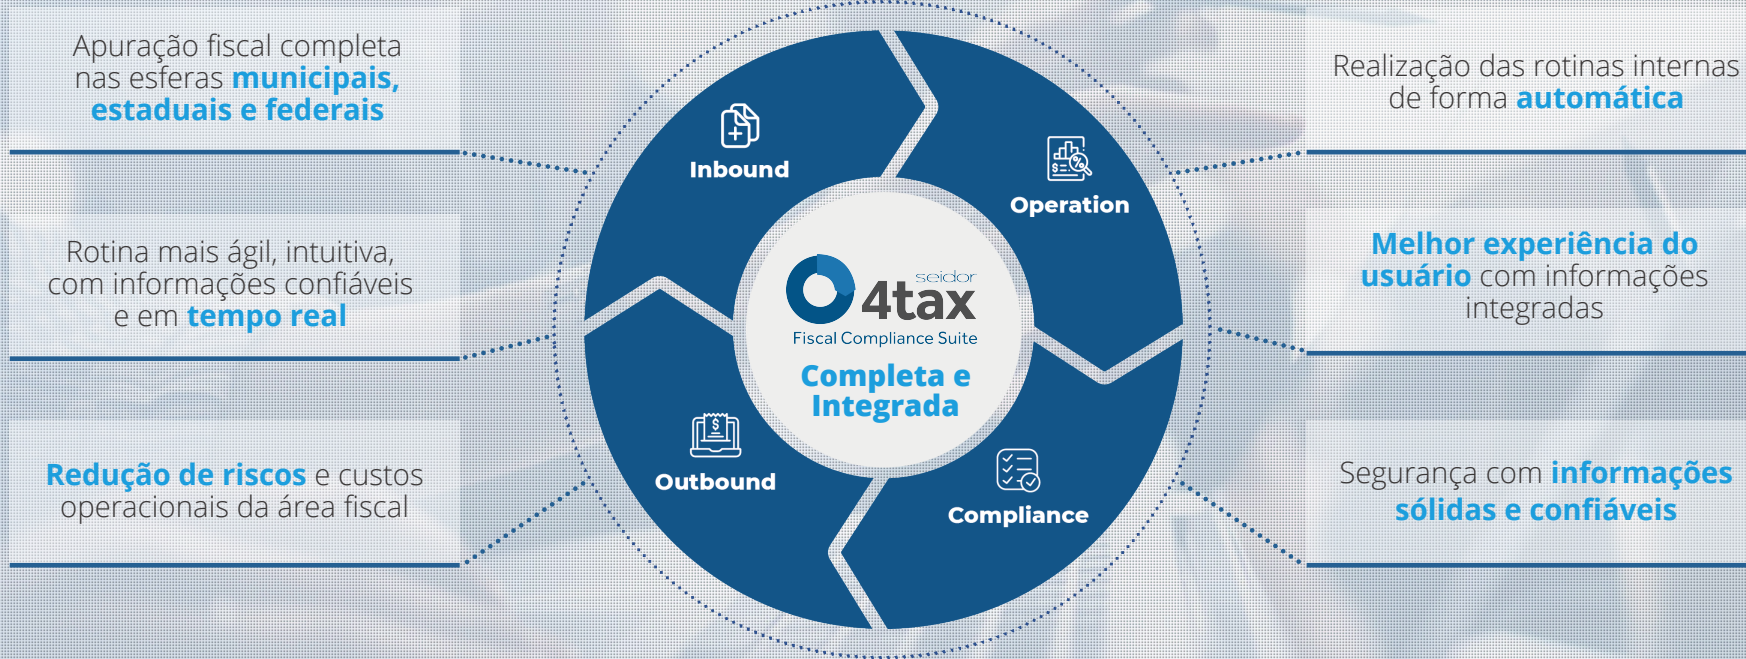 Apuração fiscal completa
nas esferas municipais,
estaduais e federais
Rotina mais ágil, intuitiva,
com informações confiáveis
e em tempo real
Redução de riscos e custos
operacionais da área fiscal
Inbound
Operation
seidor
4tax
Fiscal Compliance Suite
Completa e
Integrada
Outbound
Compliance
Realização das rotinas internas
de forma automática
Melhor experiência do
usuário com informações
integradas
Segurança com informações
sólidas e confiáveis